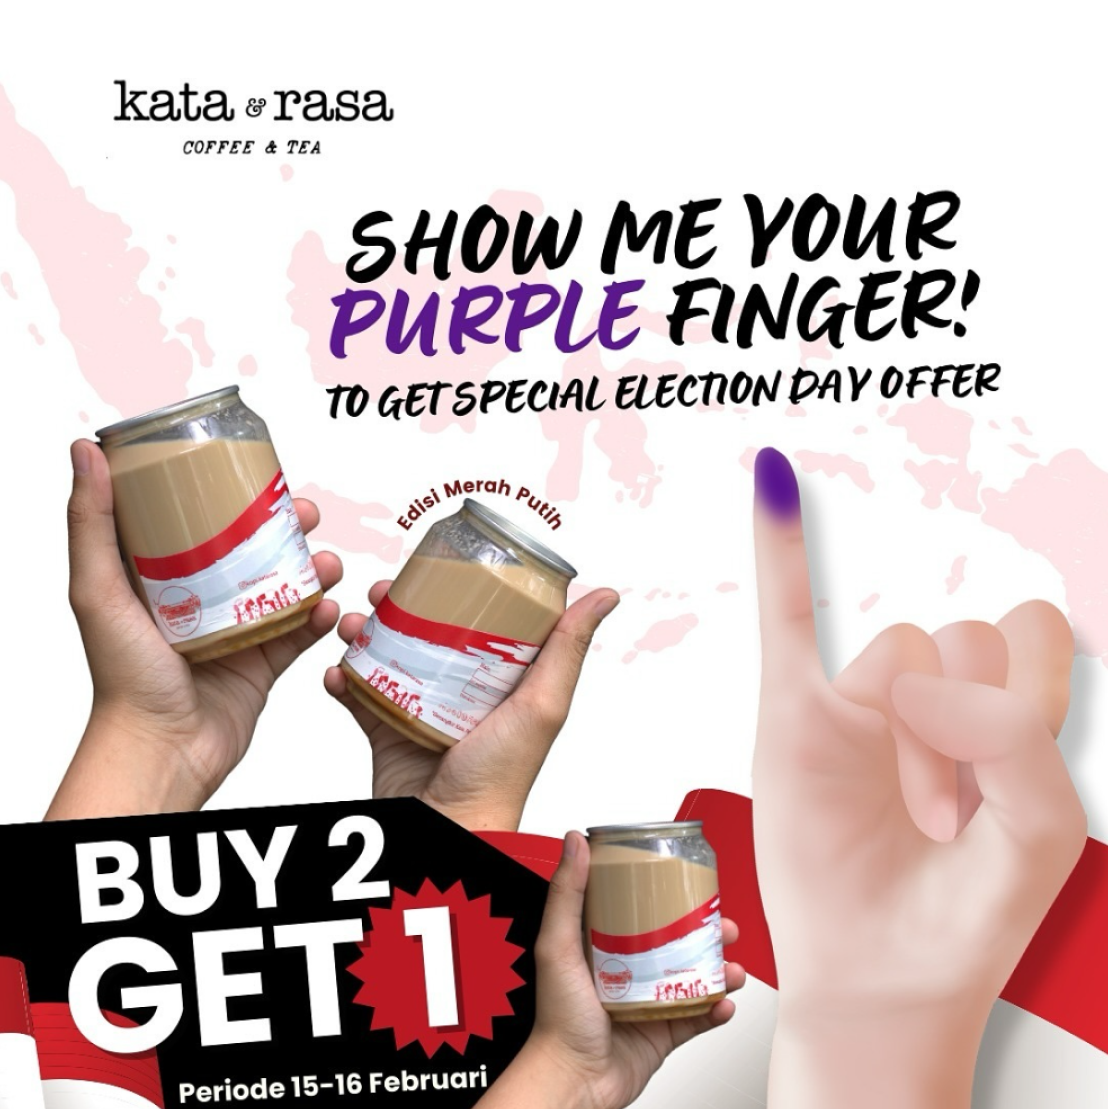 kata & rasa
COFFEE & TEA
SHOW ME YOUR
PURPLE FINGER!
TO GET SPECIAL ELECTION DAY OFFER
Edisi Merah Putih
BUY 2
GET 1
Periode 15-16 Februari